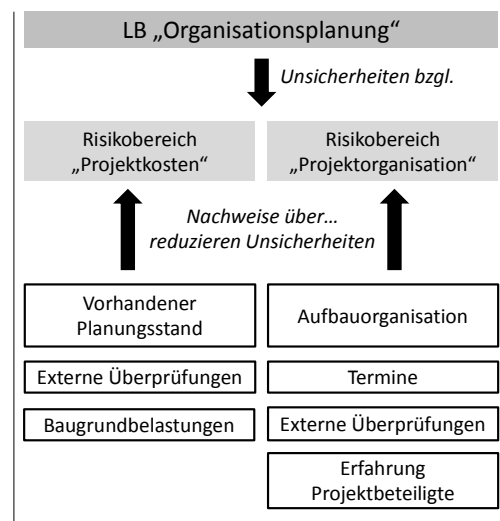 LB „Organisationsplanung“
Unsicherheiten bzgl.
Risikobereich
„Projektkosten“
Risikobereich
„Projektorganisation“
Nachweise über…
reduzieren Unsicherheiten
Vorhandener
Planungsstand
Externe Überprüfungen
Baugrundbelastungen
Aufbauorganisation
Termine
Externe Überprüfungen
Erfahrung
Projektbeteiligte